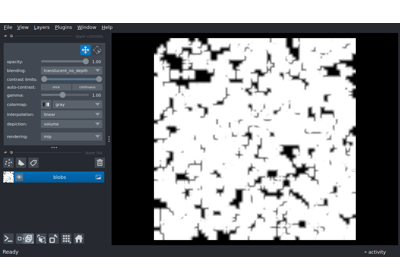 File View Layers Plugins Window Help
opacity: 1.00
blending: translucent_no_depth
contrast limits:
auto-contrast: once continuous
gamma: 1.00
colormap: gray
interpolation: linear
depiction: volume
rendering: mip
blobs
Ready activity